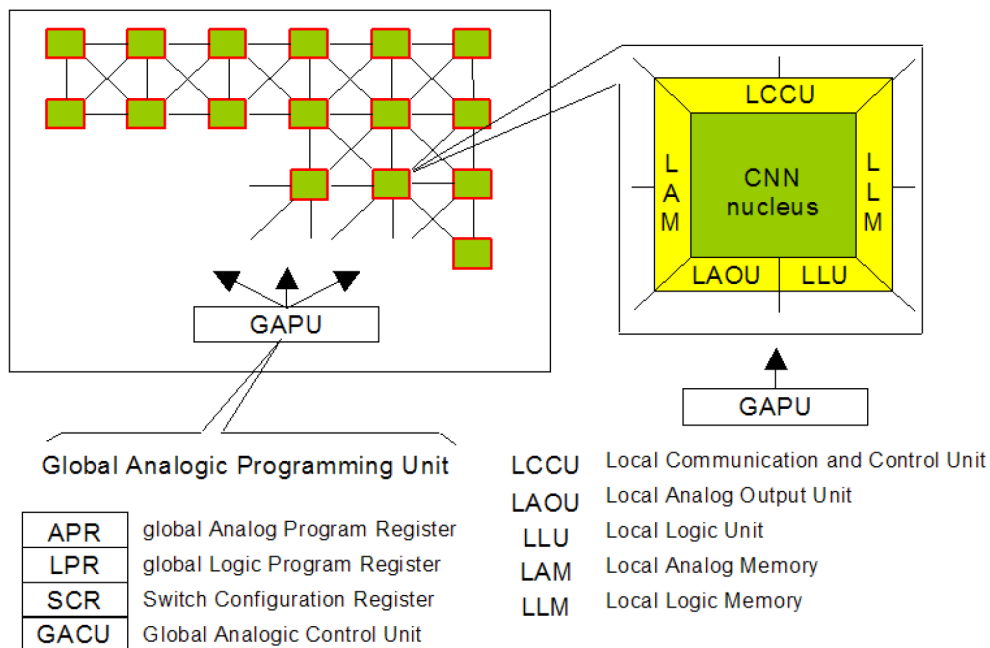 LCCU
L
A
M
CNN
nucleus
L
L
M
LAOU
LLU
GAPU
GAPU
Global Analogic Programming Unit
APR global Analog Program Register
LPR global Logic Program Register
SCR Switch Configuration Register
GACU Global Analogic Control Unit
LCCU Local Communication and Control Unit
LAOU Local Analog Output Unit
LLU Local Logic Unit
LAM Local Analog Memory
LLM Local Logic Memory